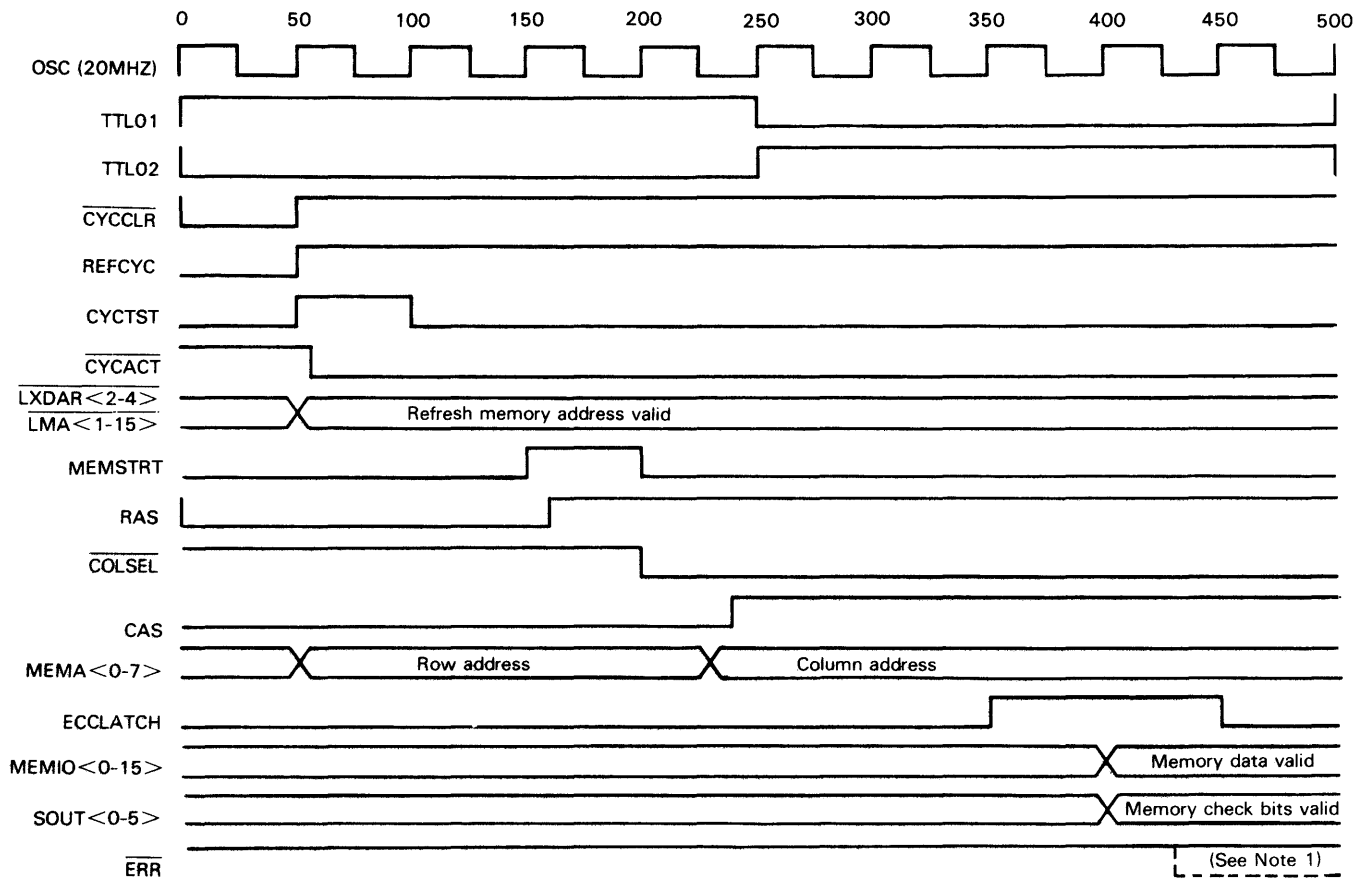 0 50 100 150 200 250 300 350 400 450 500
OSC (20MHZ)
TTL01
TTL02
CYCCLR
REFCYC
CYCTST
CYCACT
LXDAR<2-4>
LMA<1-15> Refresh memory address valid
MEMSTRT
RAS
COLSEL
CAS
MEMA<0-7> Row address Column address
ECCLATCH
MEMIO<0-15> Memory data valid
SOUT<0-5> Memory check bits valid
ERR (See Note 1)